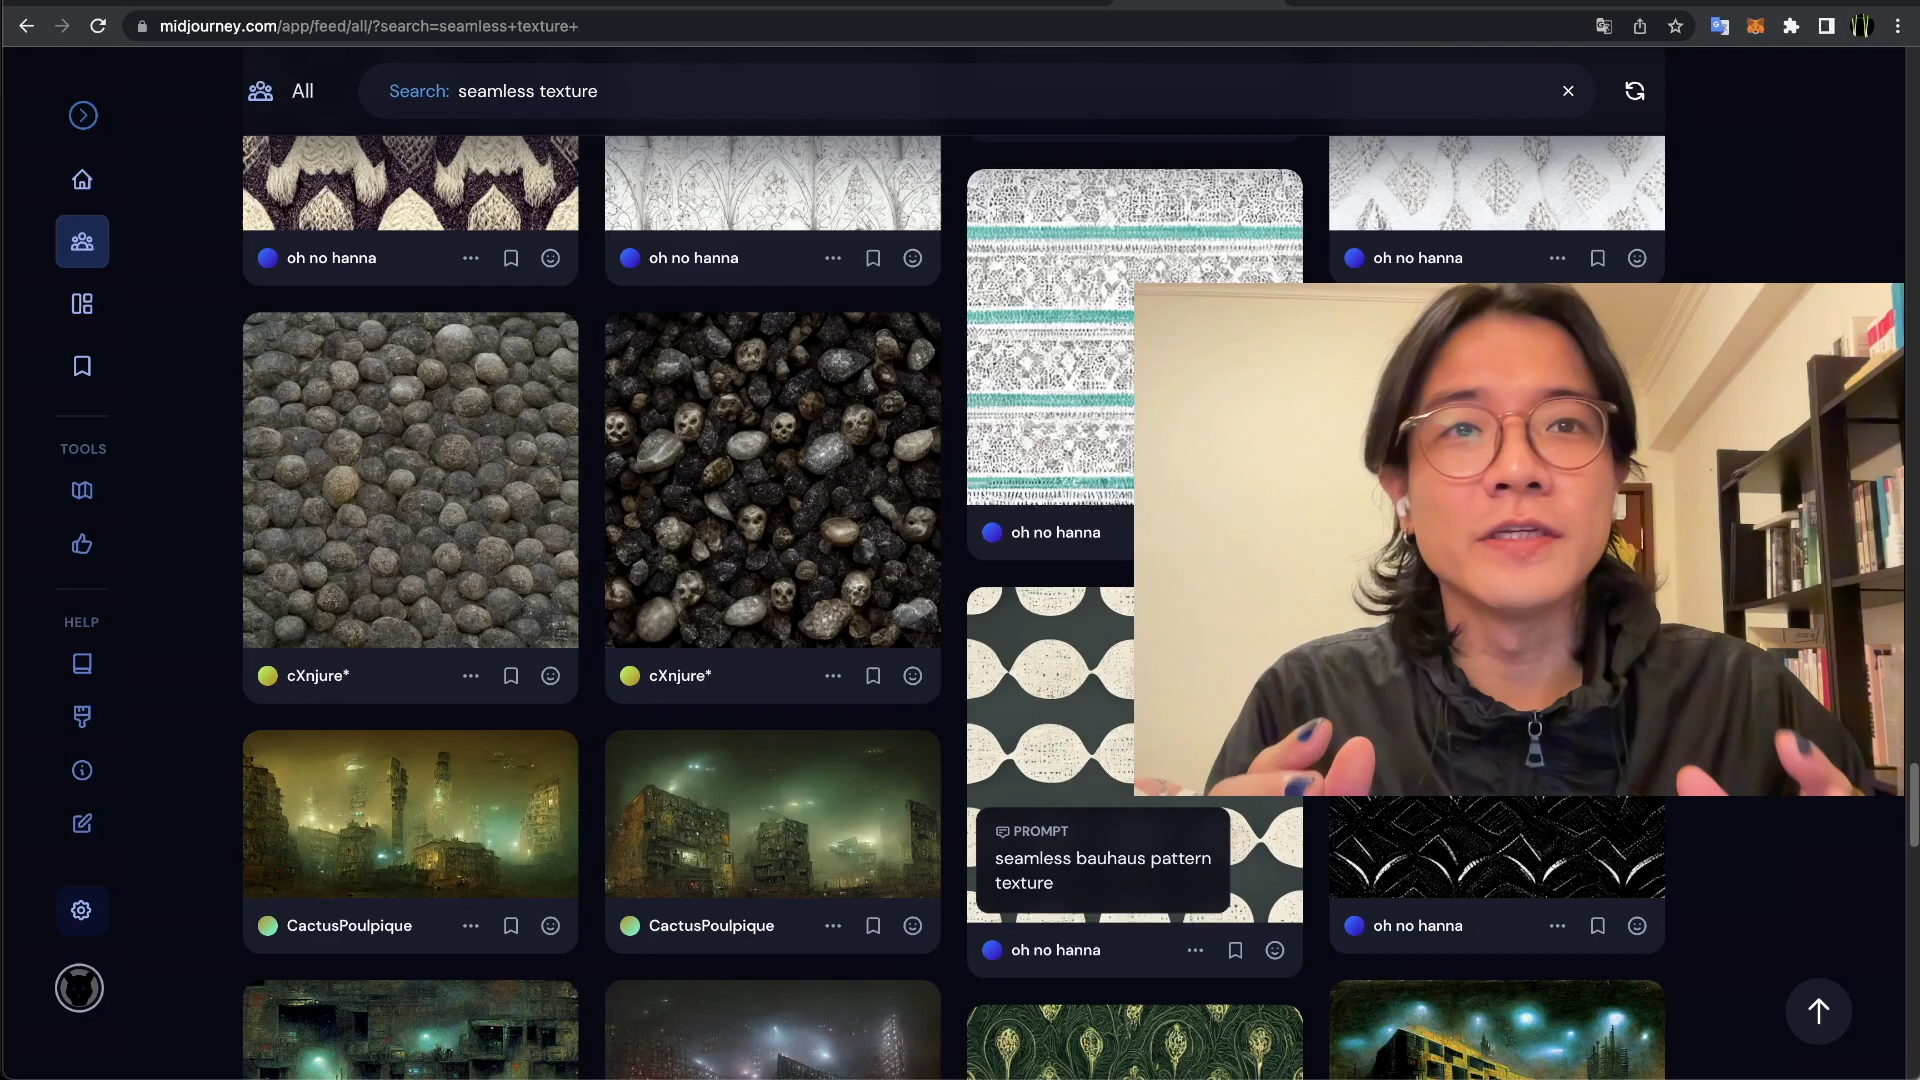 midjourney.com/app/feed/all/?search=seamless+texture+
All
Search: seamless texture
oh no hanna
oh no hanna
oh no hanna
TOOLS
oh no hanna
HELP
cXnjure*
cXnjure*
PROMPT
seamless bauhaus pattern
texture
CactusPoulpique
CactusPoulpique
oh no hanna
oh no hanna